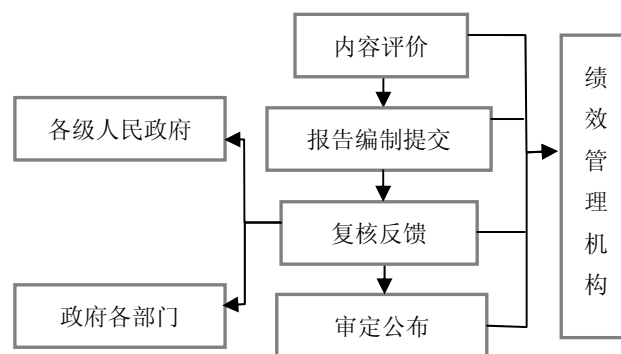 内容评价
各级人民政府
报告编制提交
复核反馈
政府各部门
审定公布
绩
效
管
理
机
构